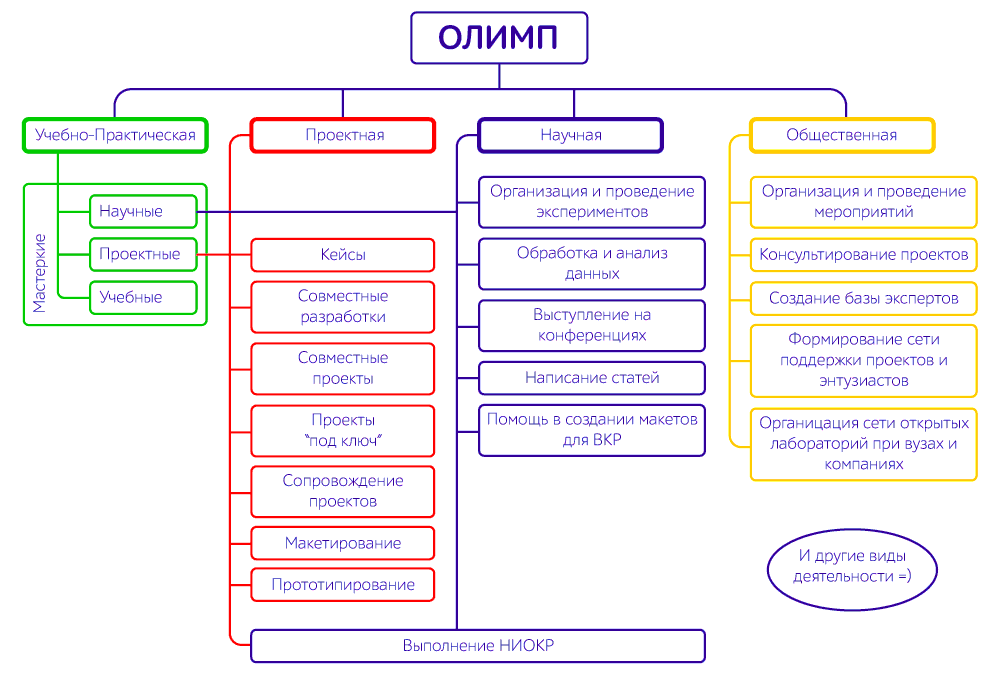 ОЛИМП
Учебно-Практическая
Мастеркие
Научные
Проектные
Учебные
Проектная
Кейсы
Совместные
разработки
Совместные
проекты
Проекты
“под ключ”
Сопровождение
проектов
Макетирование
Прототипирование
Научная
Организация и проведение
экспериментов
Обработка и анализ
данных
Выступление на
конференциях
Написание статей
Помощь в создании макетов
для ВКР
Выполнение НИОКР
Общественная
Организация и проведение
мероприятий
Консультирование проектов
Создание базы экспертов
Формирование сети
поддержки проектов и
энтузиастов
Органицация сети открытых
лабораторий при вузах и
компаниях
И другие виды
деятельности =)